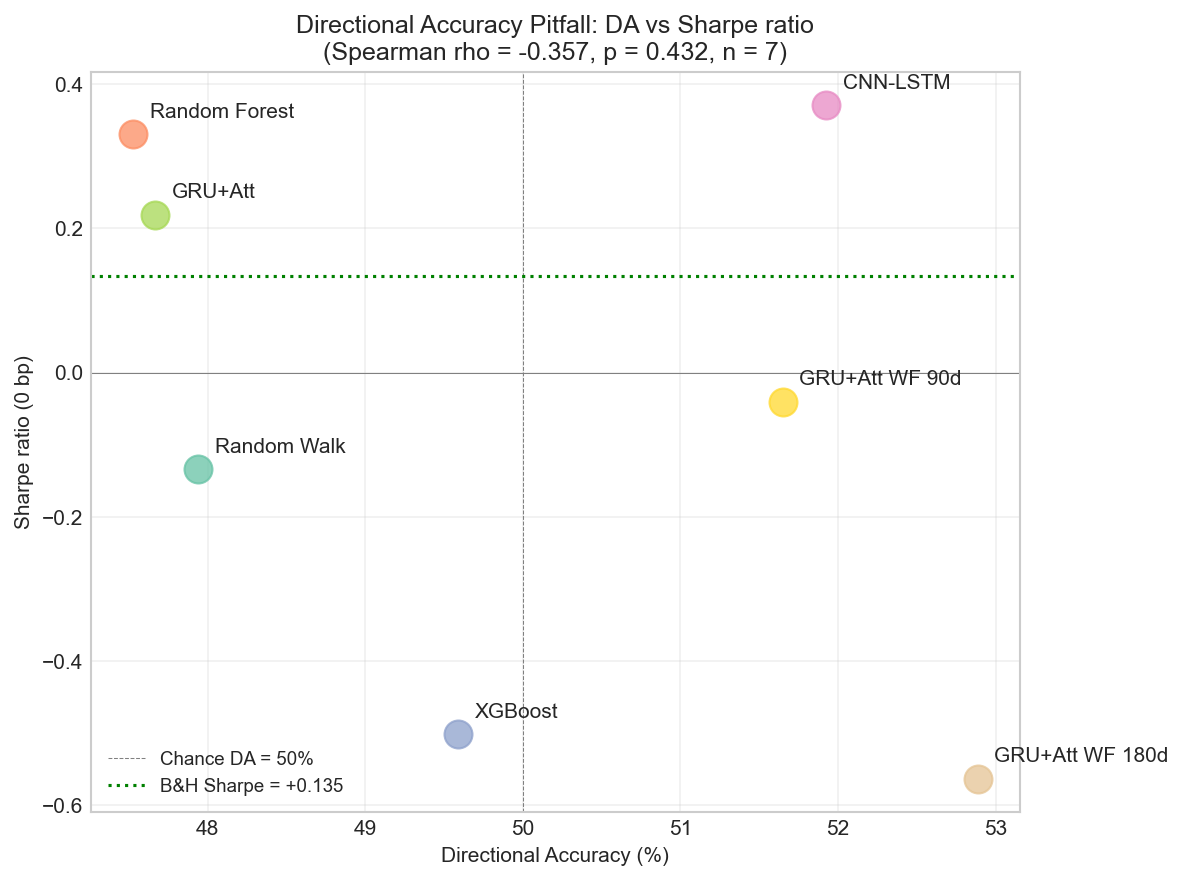 Directional Accuracy Pitfall: DA vs Sharpe ratio
(Spearman rho = -0.357, p = 0.432, n = 7)
0.4
0.2
0.0
−0.2
−0.4
−0.6
Sharpe ratio (0 bp)
CNN-LSTM
Random Forest
GRU+Att
GRU+Att WF 90d
Random Walk
XGBoost
GRU+Att WF 180d
Chance DA = 50%
B&H Sharpe = +0.135
48
49
50
51
52
53
Directional Accuracy (%)